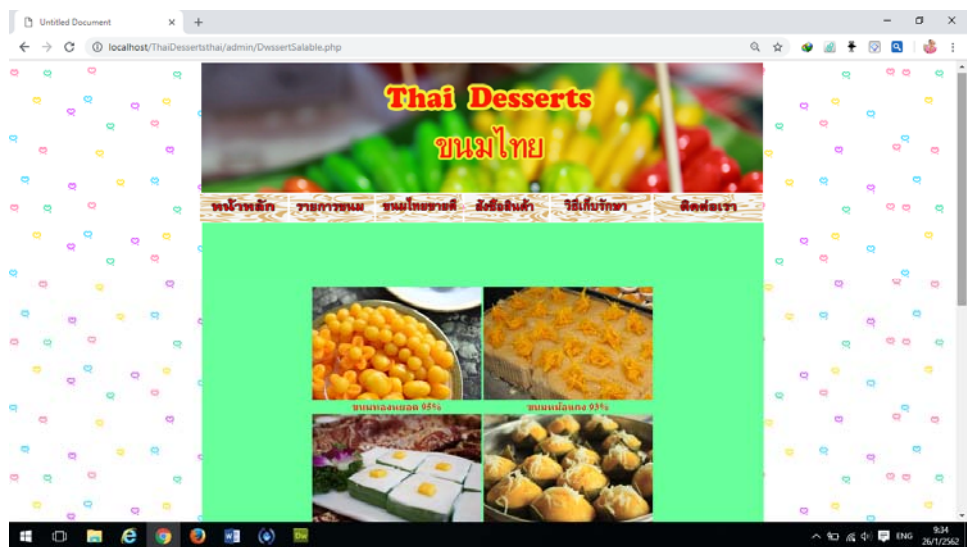 Untitled Document
localhost/ThaiDessertsthai/admin/DwssertSalable.php
Thai Desserts
ขนมไทย
หน้าหลัก รายการขนม ขนมไทยขายดี สั่งซื้อสินค้า วิธีเก็บรักษา ติดต่อเรา
ขนมทองหยอด 95% ขนมหม้อแกง 93%
ENG
9:34
26/1/2562